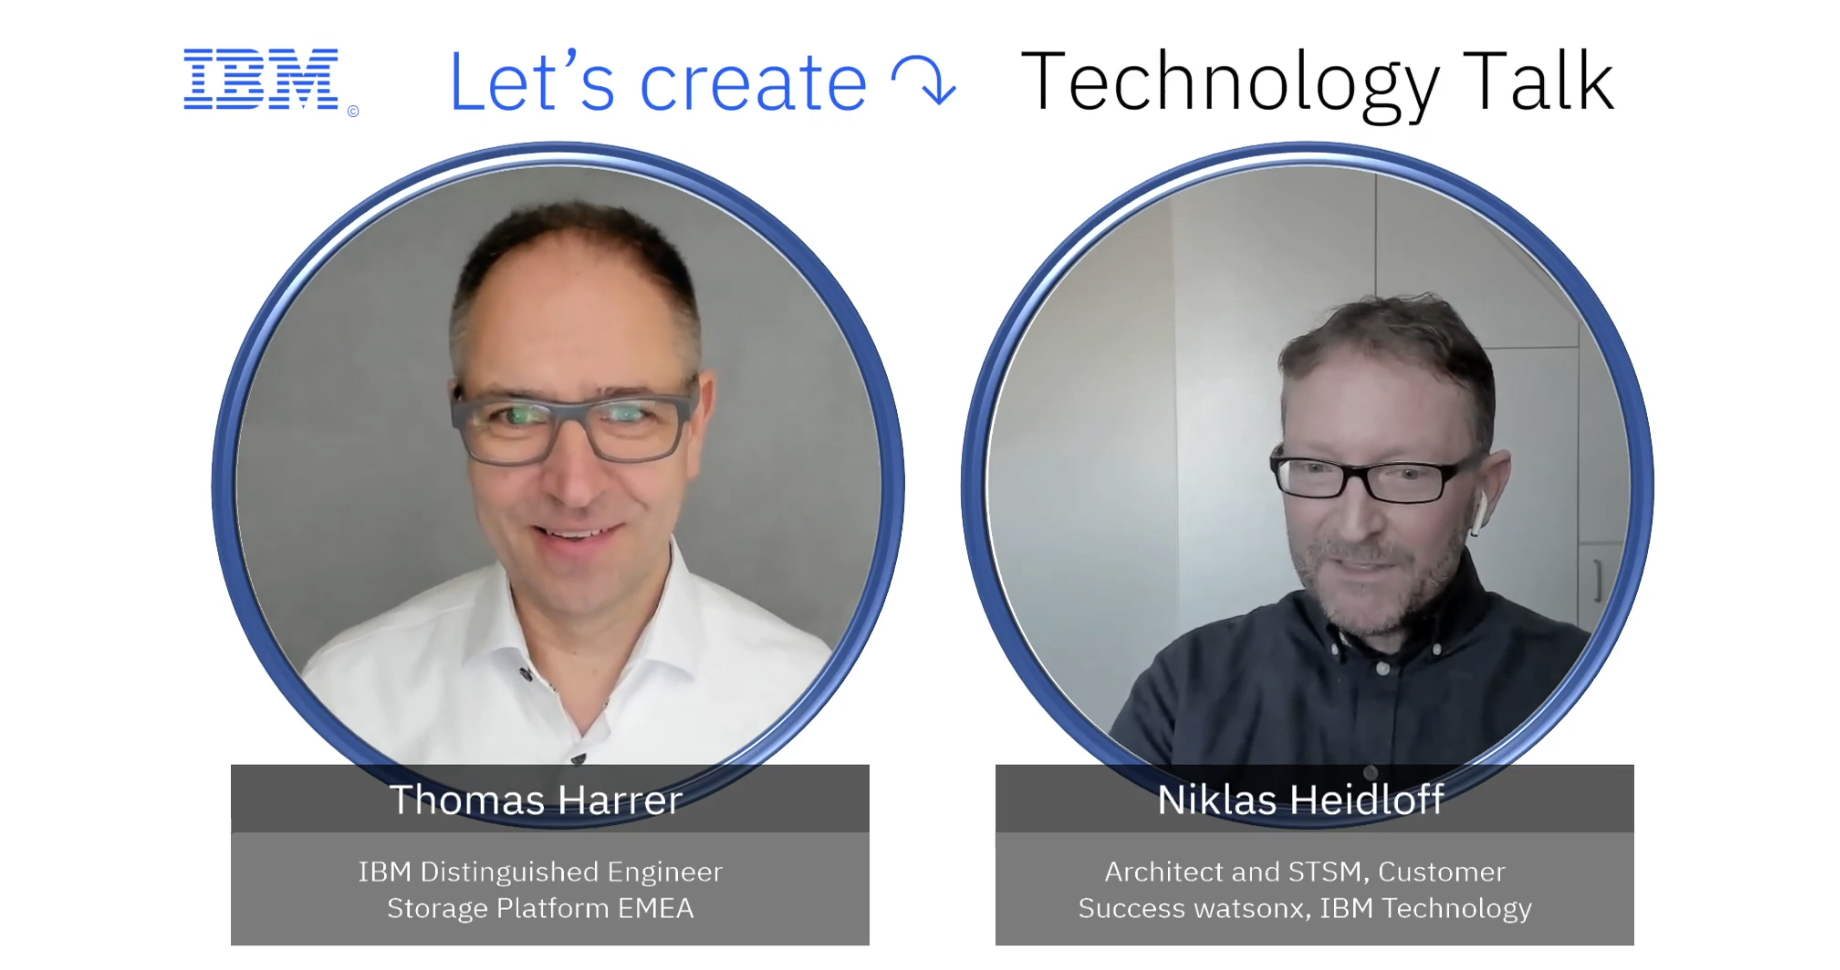 IBM©
Let’s create Technology Talk
Thomas Harrer
IBM Distinguished Engineer
Storage Platform EMEA
Niklas Heidloff
Architect and STSM, Customer
Success watsonx, IBM Technology